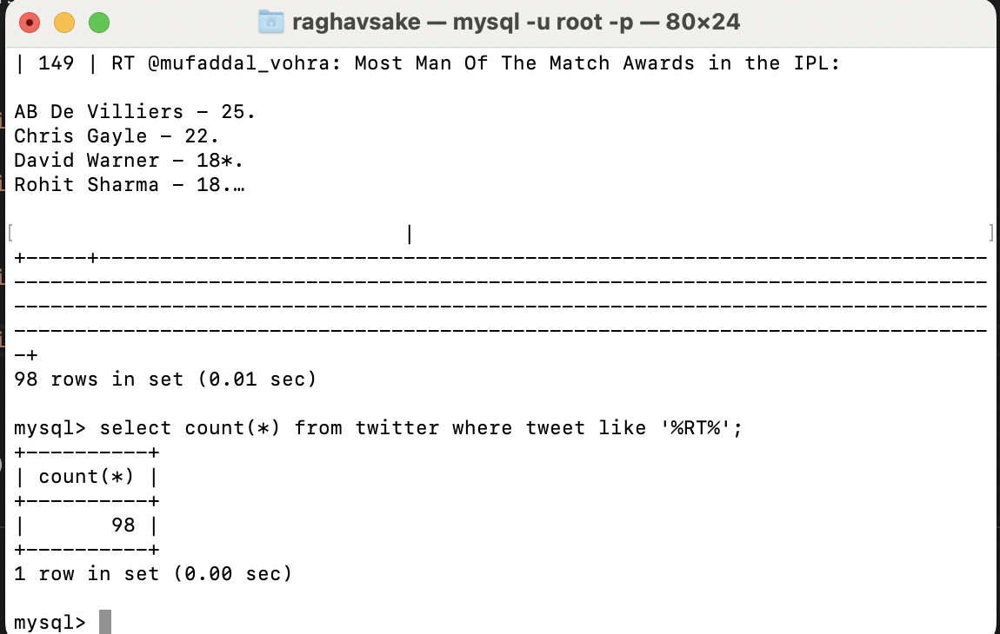 raghavsake — mysql -u root -p — 80×24
| 149 | RT @mufaddal_vohra: Most Man Of The Match Awards in the IPL:
AB De Villiers - 25.
Chris Gayle - 22.
David Warner - 18*.
Rohit Sharma - 18.…
[                                |                                               ]
+-----+-------------------------------------------------------------------------
--------------------------------------------------------------------------------
--------------------------------------------------------------------------------
--------------------------------------------------------------------------------
-+
98 rows in set (0.01 sec)
mysql> select count(*) from twitter where tweet like '%RT%';
+----------+
| count(*) |
+----------+
|       98 |
+----------+
1 row in set (0.00 sec)
mysql>